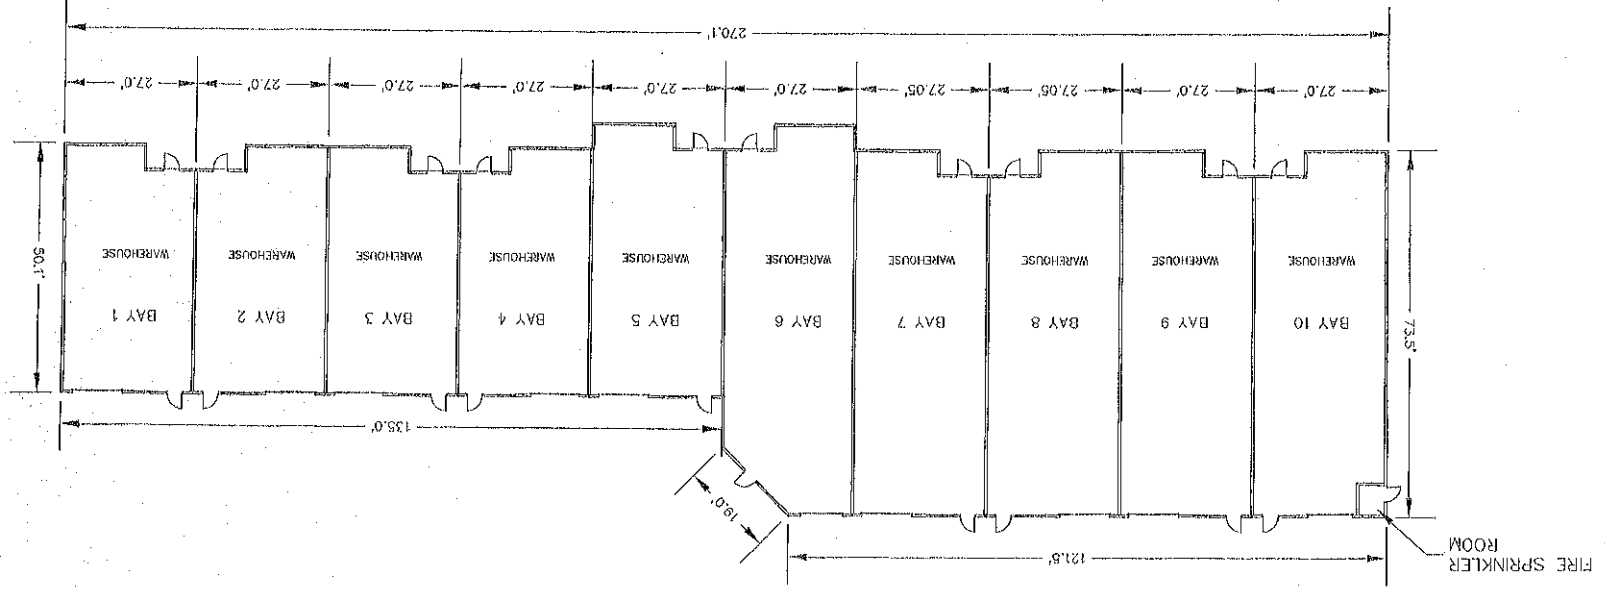 FIRE SPRINKLER
ROOM
121.8'
19.0'
135.0'
73.5'
BAY 10
BAY 9
BAY 8
BAY 7
BAY 6
BAY 5
BAY 4
BAY 3
BAY 2
BAY 1
WAREHOUSE
WAREHOUSE
WAREHOUSE
WAREHOUSE
WAREHOUSE
WAREHOUSE
WAREHOUSE
WAREHOUSE
WAREHOUSE
WAREHOUSE
50.1'
27.0'
27.0'
27.05'
27.05'
27.0'
27.0'
27.0'
27.0'
27.0'
27.0'
270.1'